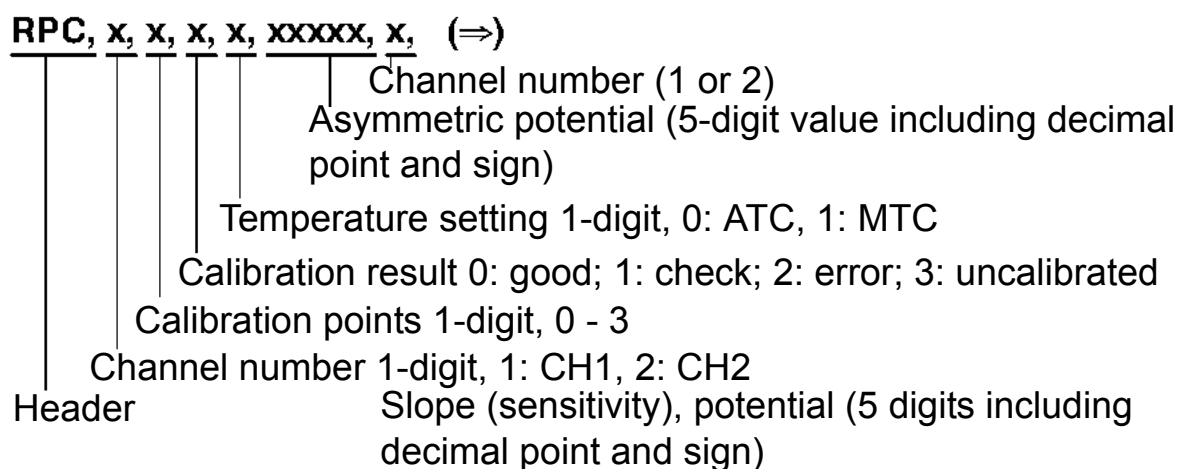 RPC, x, x, x, x, xxxxx, x, (⇒)
Channel number (1 or 2)
Asymmetric potential (5-digit value including decimal
point and sign)
Temperature setting 1-digit, 0: ATC, 1: MTC
Calibration result 0: good; 1: check; 2: error; 3: uncalibrated
Calibration points 1-digit, 0 - 3
Channel number 1-digit, 1: CH1, 2: CH2
Header
Slope (sensitivity), potential (5 digits including
decimal point and sign)